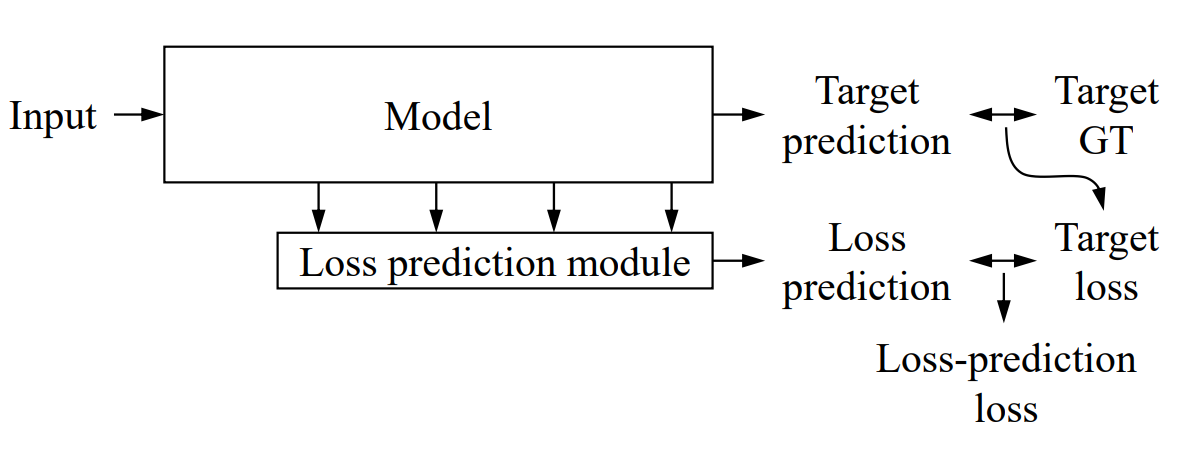 Input
Model
Target
prediction
Target
GT
Loss prediction module
Loss
prediction
Target
loss
Loss-prediction
loss